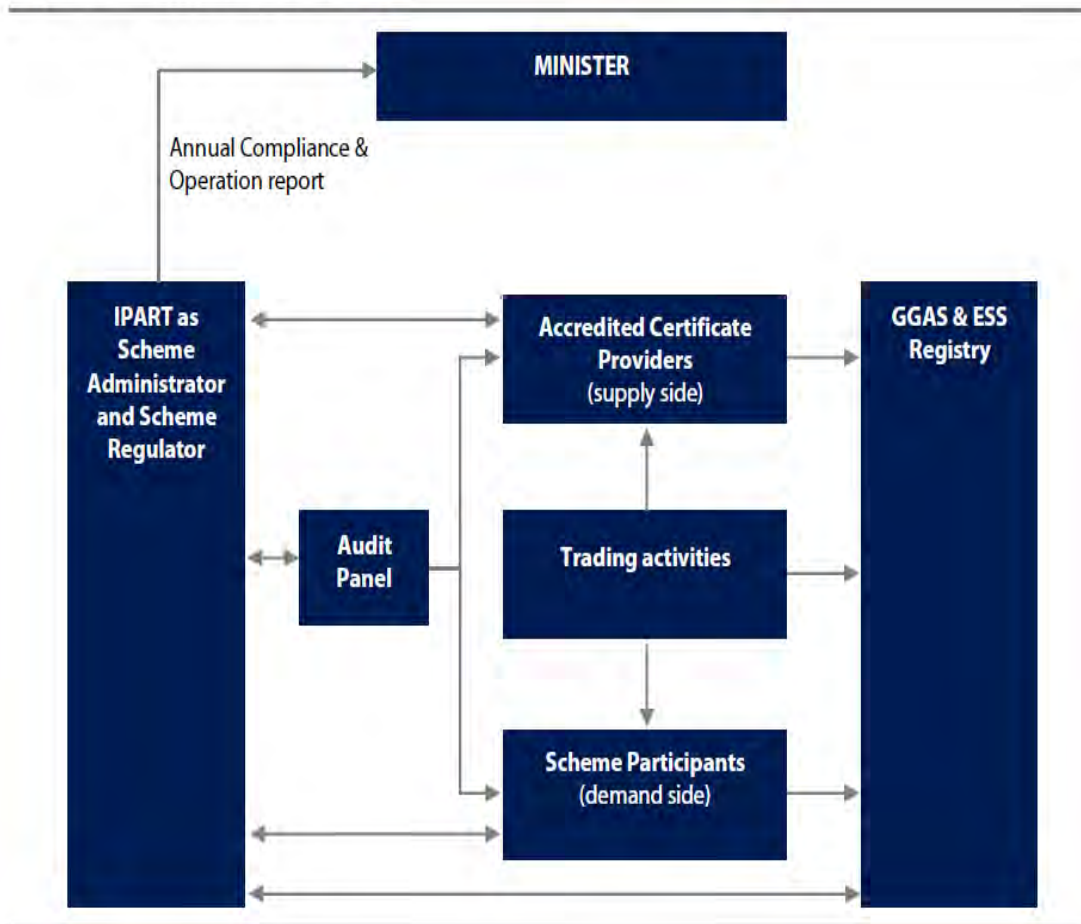 MINISTER
Annual Compliance &
Operation report
IPART as
Scheme
Administrator
and Scheme
Regulator
Accredited Certificate
Providers
(supply side)
GGAS & ESS
Registry
Audit
Panel
Trading activities
Scheme Participants
(demand side)